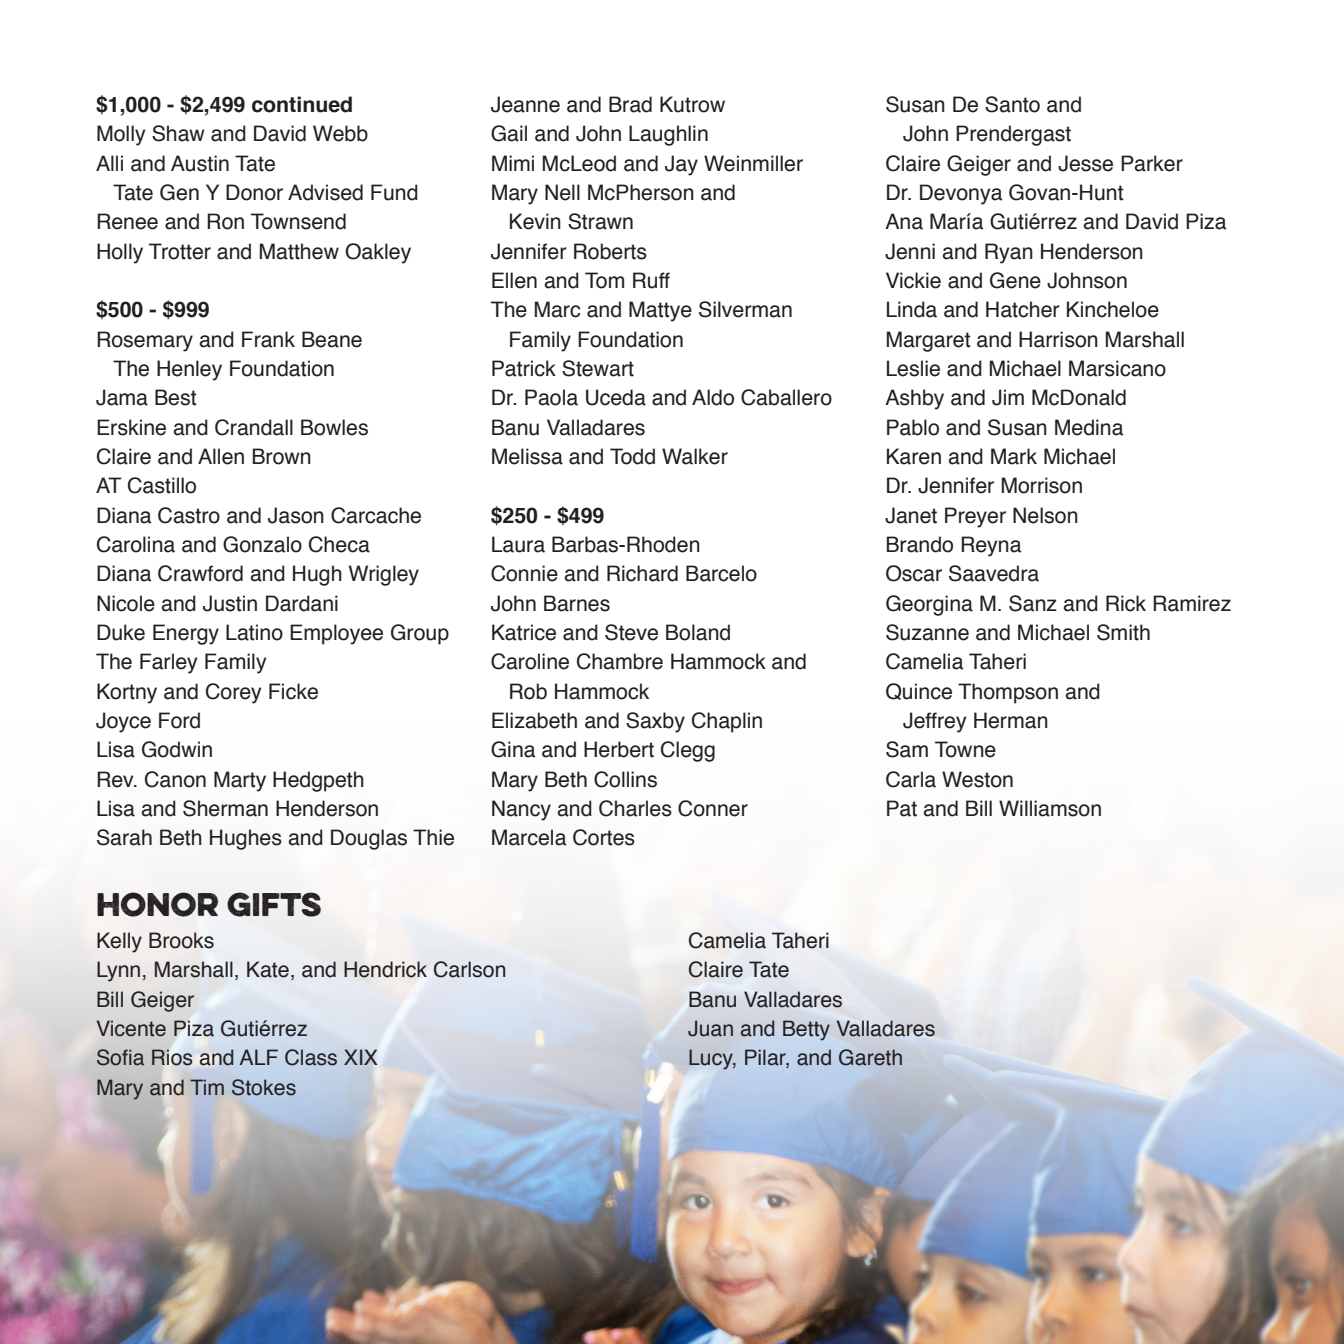 $1,000 - $2,499 continued
Molly Shaw and David Webb
Alli and Austin Tate
Tate Gen Y Donor Advised Fund
Renee and Ron Townsend
Holly Trotter and Matthew Oakley
$500 - $999
Rosemary and Frank Beane
The Henley Foundation
Jama Best
Erskine and Crandall Bowles
Claire and Allen Brown
AT Castillo
Diana Castro and Jason Carcache
Carolina and Gonzalo Checa
Diana Crawford and Hugh Wrigley
Nicole and Justin Dardani
Duke Energy Latino Employee Group
The Farley Family
Kortny and Corey Ficke
Joyce Ford
Lisa Godwin
Rev. Canon Marty Hedgpeth
Lisa and Sherman Henderson
Sarah Beth Hughes and Douglas Thie
Jeanne and Brad Kutrow
Gail and John Laughlin
Mimi McLeod and Jay Weinmiller
Mary Nell McPherson and
Kevin Strawn
Jennifer Roberts
Ellen and Tom Ruff
The Marc and Mattye Silverman
Family Foundation
Patrick Stewart
Dr. Paola Uceda and Aldo Caballero
Banu Valladares
Melissa and Todd Walker
$250 - $499
Laura Barbas-Rhoden
Connie and Richard Barcelo
John Barnes
Katrice and Steve Boland
Caroline Chambre Hammock and
Rob Hammock
Elizabeth and Saxby Chaplin
Gina and Herbert Clegg
Mary Beth Collins
Nancy and Charles Conner
Marcela Cortes
Susan De Santo and
John Prendergast
Claire Geiger and Jesse Parker
Dr. Devonya Govan-Hunt
Ana María Gutiérrez and David Piza
Jenni and Ryan Henderson
Vickie and Gene Johnson
Linda and Hatcher Kincheloe
Margaret and Harrison Marshall
Leslie and Michael Marsicano
Ashby and Jim McDonald
Pablo and Susan Medina
Karen and Mark Michael
Dr. Jennifer Morrison
Janet Preyer Nelson
Brando Reyna
Oscar Saavedra
Georgina M. Sanz and Rick Ramirez
Suzanne and Michael Smith
Camelia Taheri
Quince Thompson and
Jeffrey Herman
Sam Towne
Carla Weston
Pat and Bill Williamson
HONOR GIFTS
Kelly Brooks
Lynn, Marshall, Kate, and Hendrick Carlson
Bill Geiger
Vicente Piza Gutiérrez
Sofia Rios and ALF Class XIX
Mary and Tim Stokes
Camelia Taheri
Claire Tate
Banu Valladares
Juan and Betty Valladares
Lucy, Pilar, and Gareth